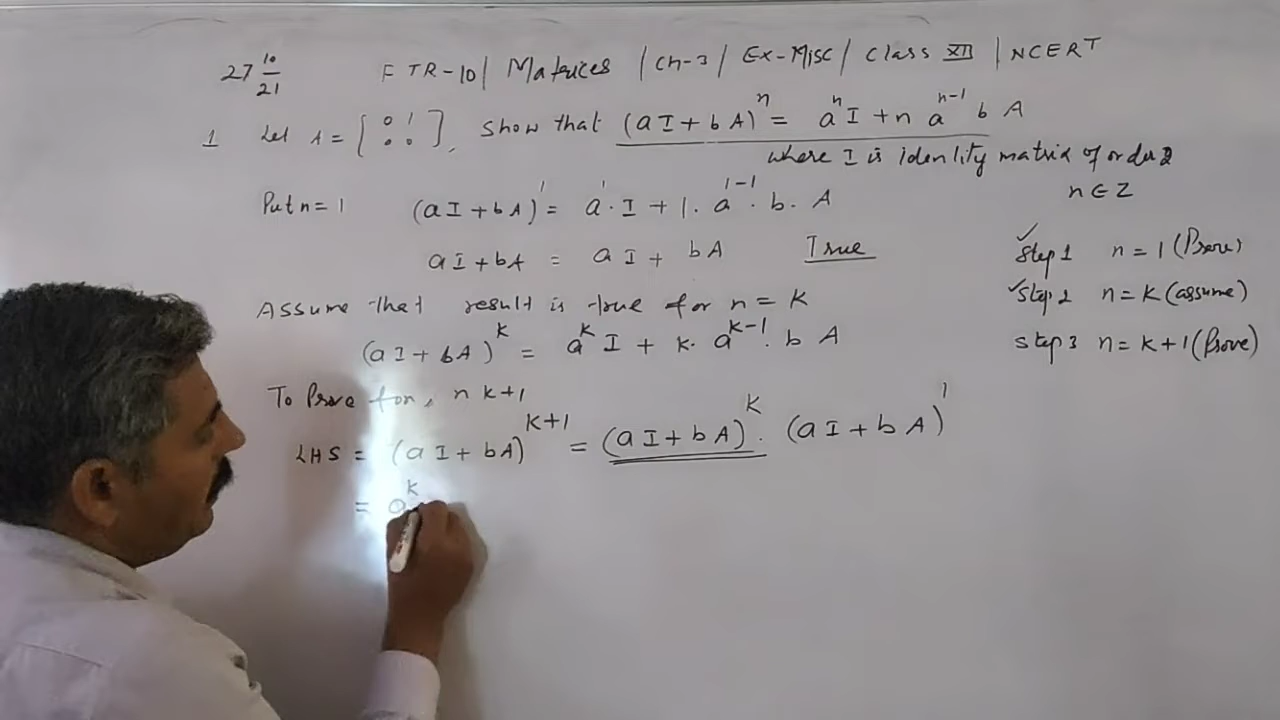 27 10/21 FTR-10 | Matrices | Ch-3 | Ex-Misc | Class XII | NCERT
1 Let A = [ 0 1 0 0 ], show that (aI + bA)^n = a^n I + n a^n-1 b A
where I is identity matrix of order 2
n ∈ Z
Put n = 1 (aI + bA)^1 = a^1 . I + 1. a^1-1 . b . A
aI + bA = aI + bA True
Assume that result is true for n = K
(aI + bA)^K = a^K I + K. a^K-1 . b A
To Prove for, n K+1
LHS = (aI + bA)^K+1 = (aI + bA)^K . (aI + bA)^1
= a^K
✓ Step 1 n = 1 (Prove)
✓ Step 2 n = K (assume)
Step 3 n = K+1 (Prove)